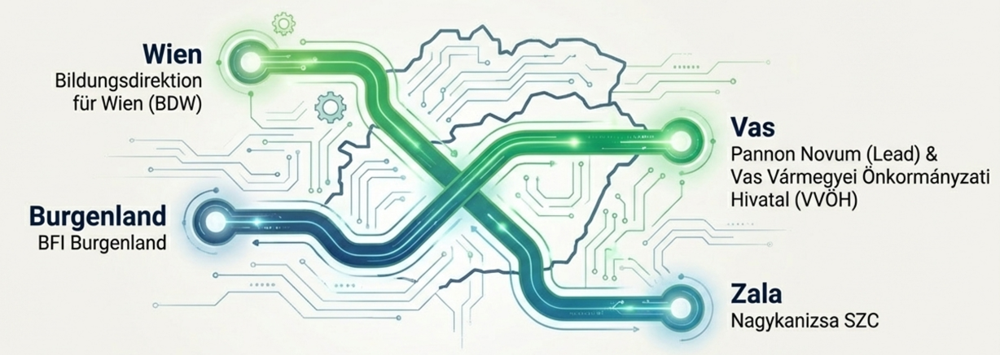 Wien
Bildungsdirektion
für Wien (BDW)
Burgenland
BFI Burgenland
Vas
Pannon Novum (Lead) &
Vas Vármegyei Önkormányzati
Hivatal (VVÖH)
Zala
Nagykanizsa SZC